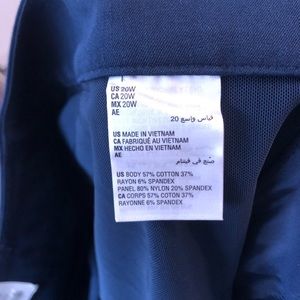 US 20W
CA 20W
MX 20W
AE
قياس واسع 20
US MADE IN VIETNAM
CA FABRIQUÉ AU VIETNAM
MX HECHO EN VIETNAM
AE
صنع في فيتنام
US BODY 57% COTTON 37%
RAYON 6% SPANDEX
PANEL 80% NYLON 20% SPANDEX
CA CORPS 57% COTON 37%
RAYONNE 6% SPANDEX